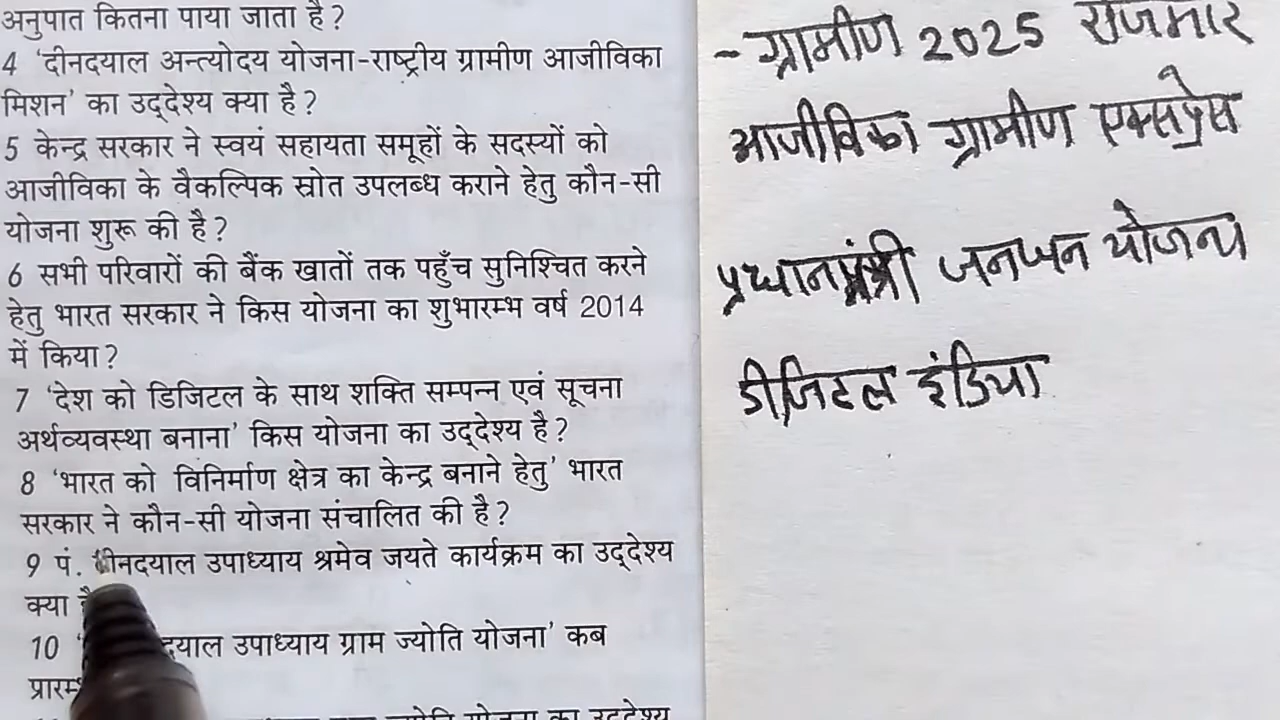 अनुपात कितना पाया जाता है?
4 'दीनदयाल अन्त्योदय योजना-राष्ट्रीय ग्रामीण आजीविका
मिशन' का उद्देश्य क्या है?
5 केन्द्र सरकार ने स्वयं सहायता समूहों के सदस्यों को
आजीविका के वैकल्पिक स्रोत उपलब्ध कराने हेतु कौन-सी
योजना शुरू की है?
6 सभी परिवारों की बैंक खातों तक पहुँच सुनिश्चित करने
हेतु भारत सरकार ने किस योजना का शुभारम्भ वर्ष 2014
में किया?
7 'देश को डिजिटल के साथ शक्ति सम्पन्न एवं सूचना
अर्थव्यवस्था बनाना' किस योजना का उद्देश्य है?
8 'भारत को विनिर्माण क्षेत्र का केन्द्र बनाने हेतु' भारत
सरकार ने कौन-सी योजना संचालित की है?
9 पं. दीनदयाल उपाध्याय श्रमेव जयते कार्यक्रम का उद्देश्य
क्या
10 उपाध्याय ग्राम ज्योति योजना' कब
- ग्रामीण 2025 रोजगार
आजीविका ग्रामीण एक्सप्रेस
प्रधानमंत्री जनधन योजना
डीजिटल इंडिया